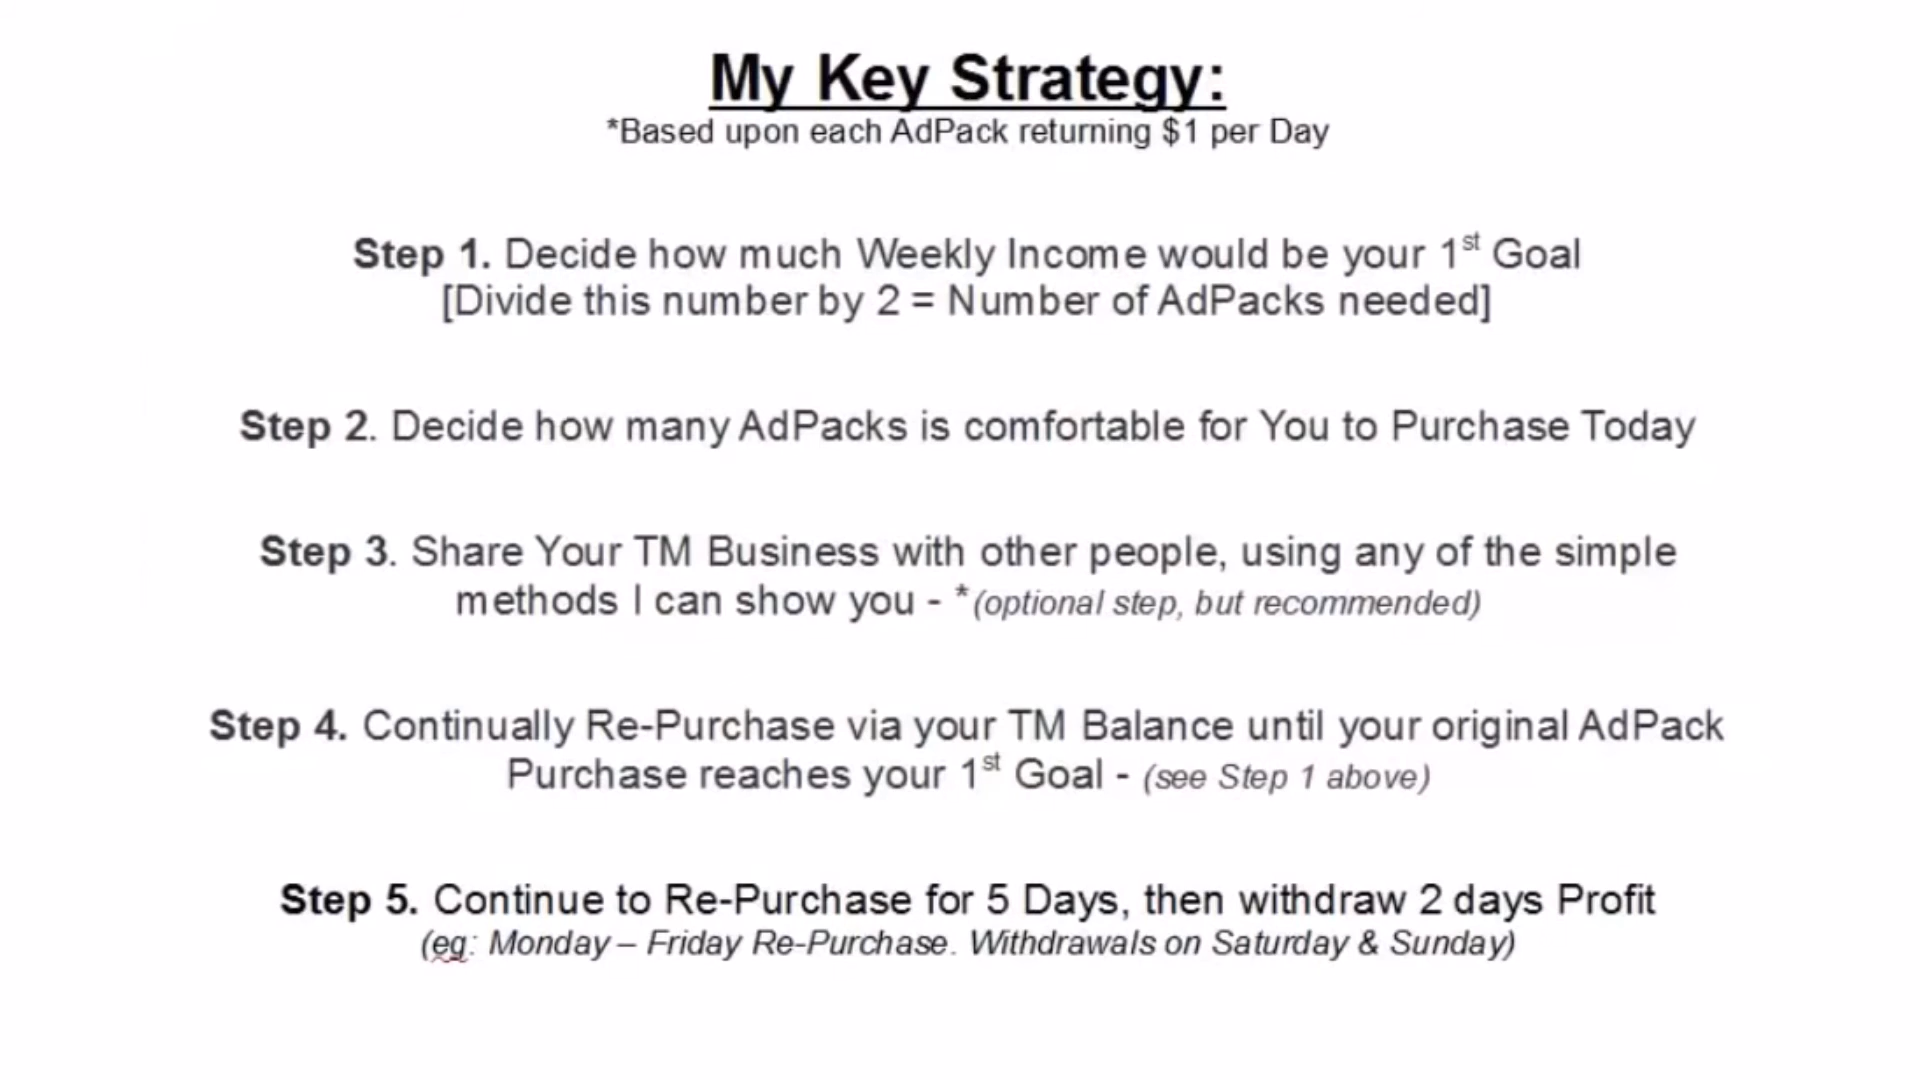 My Key Strategy:
*Based upon each AdPack returning $1 per Day
Step 1. Decide how much Weekly Income would be your 1st Goal
[Divide this number by 2 = Number of AdPacks needed]
Step 2. Decide how many AdPacks is comfortable for You to Purchase Today
Step 3. Share Your TM Business with other people, using any of the simple
methods I can show you - *(optional step, but recommended)
Step 4. Continually Re-Purchase via your TM Balance until your original AdPack
Purchase reaches your 1st Goal - (see Step 1 above)
Step 5. Continue to Re-Purchase for 5 Days, then withdraw 2 days Profit
(eg: Monday – Friday Re-Purchase. Withdrawals on Saturday & Sunday)